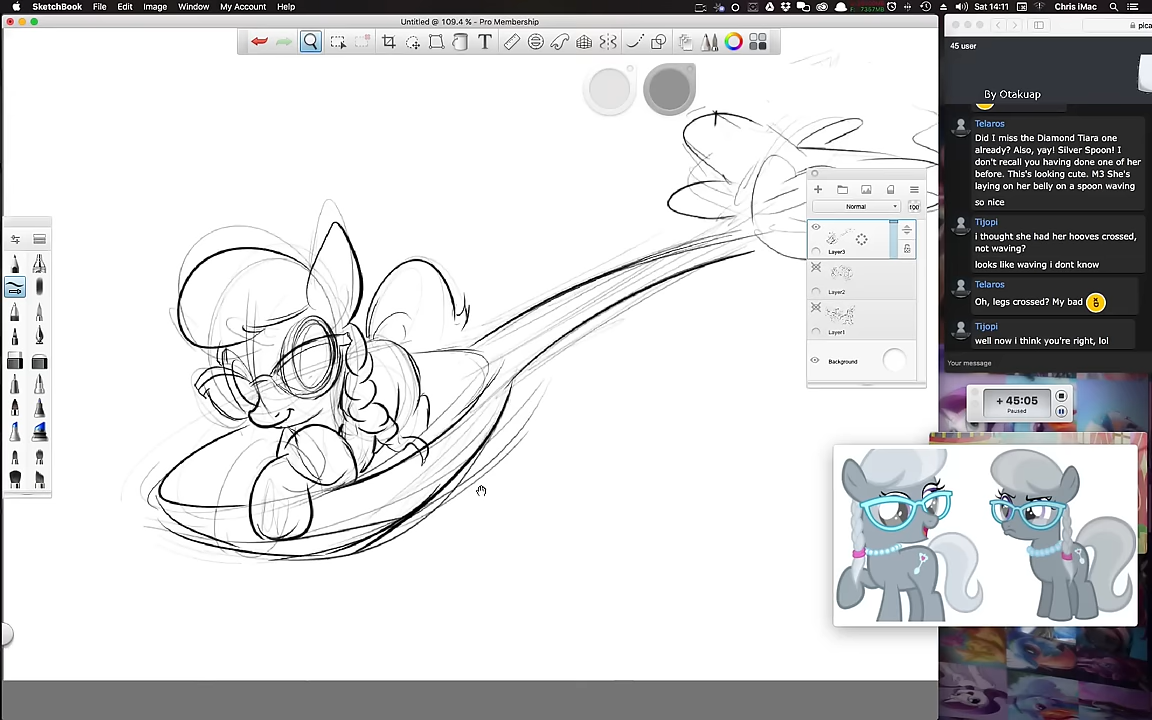 SketchBook File Edit Image Window My Account Help
7357MB Sat 14:11 Chris iMac
Untitled @ 109.4 % - Pro Membership
pica
45 user
By Otakuap
Telaros
Did I miss the Diamond Tiara one
already? Also, yay! Silver Spoon! I
don't recall you having done one of her
before. This's looking cute. M3 She's
laying on her belly on a spoon waving
so nice
Tijopi
i thought she had her hooves crossed,
not waving?
looks like waving i dont know
Telaros
Oh, legs crossed? My bad
Tijopi
well now i think you're right, lol
Your message
Normal
100
Layer3
Layer2
Layer1
Background
+ 45:05
Paused